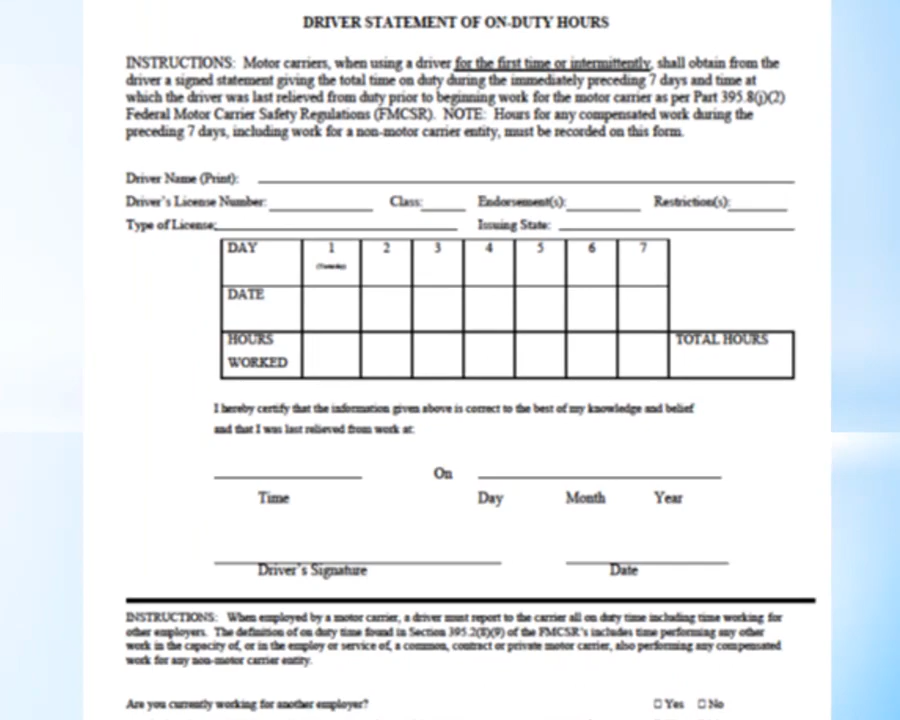 DRIVER STATEMENT OF ON-DUTY HOURS
INSTRUCTIONS: Motor carriers, when using a driver for the first time or intermittently, shall obtain from the
driver a signed statement giving the total time on duty during the immediately preceding 7 days and time at
which the driver was last relieved from duty prior to beginning work for the motor carrier as per Part 395.8(j)(2)
Federal Motor Carrier Safety Regulations (FMCSR). NOTE: Hours for any compensated work during the
preceding 7 days, including work for a non-motor carrier entity, must be recorded on this form.
Driver Name (Print):
Driver's License Number: Class: Endorsement(s): Restriction(s):
Type of License: Issuing State:
DAY 1 2 3 4 5 6 7
DATE
HOURS TOTAL HOURS
WORKED
I hereby certify that the information given above is correct to the best of my knowledge and belief
and that I was last relieved from work at:
On
Time Day Month Year
Driver's Signature Date
INSTRUCTIONS: When employed by a motor carrier, a driver must report to the carrier all on duty time including time working for
other employers. The definition of on duty time found in Section 395.2(8)(9) of the FMCSR's includes time performing any other
work in the capacity of, or in the employ or service of, a common, contract or private motor carrier, also performing any compensated
work for any non-motor carrier entity.
Are you currently working for another employer? □ Yes □ No